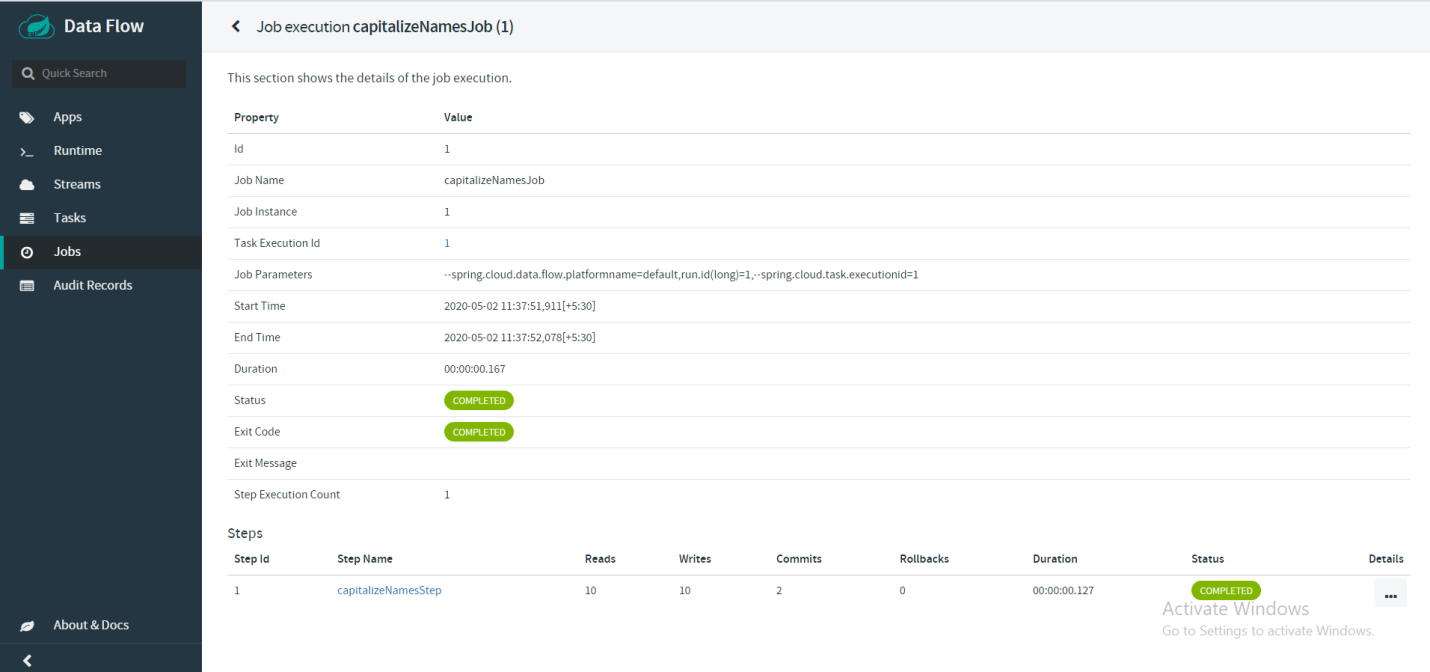 Data Flow
Quick Search
Apps
Runtime
Streams
Tasks
Jobs
Audit Records
About & Docs
Job execution capitalizeNamesJob (1)
This section shows the details of the job execution.
Property Value
Id 1
Job Name capitalizeNamesJob
Job Instance 1
Task Execution Id 1
Job Parameters --spring.cloud.data.flow.platformname=default,run.id(long)=1,--spring.cloud.task.executionid=1
Start Time 2020-05-02 11:37:51,911[+5:30]
End Time 2020-05-02 11:37:52,078[+5:30]
Duration 00:00:00.167
Status COMPLETED
Exit Code COMPLETED
Exit Message
Step Execution Count 1
Steps
Step Id Step Name Reads Writes Commits Rollbacks Duration Status Details
1 capitalizeNamesStep 10 10 2 0 00:00:00.127 COMPLETED ...
Activate Windows
Go to Settings to activate Windows.